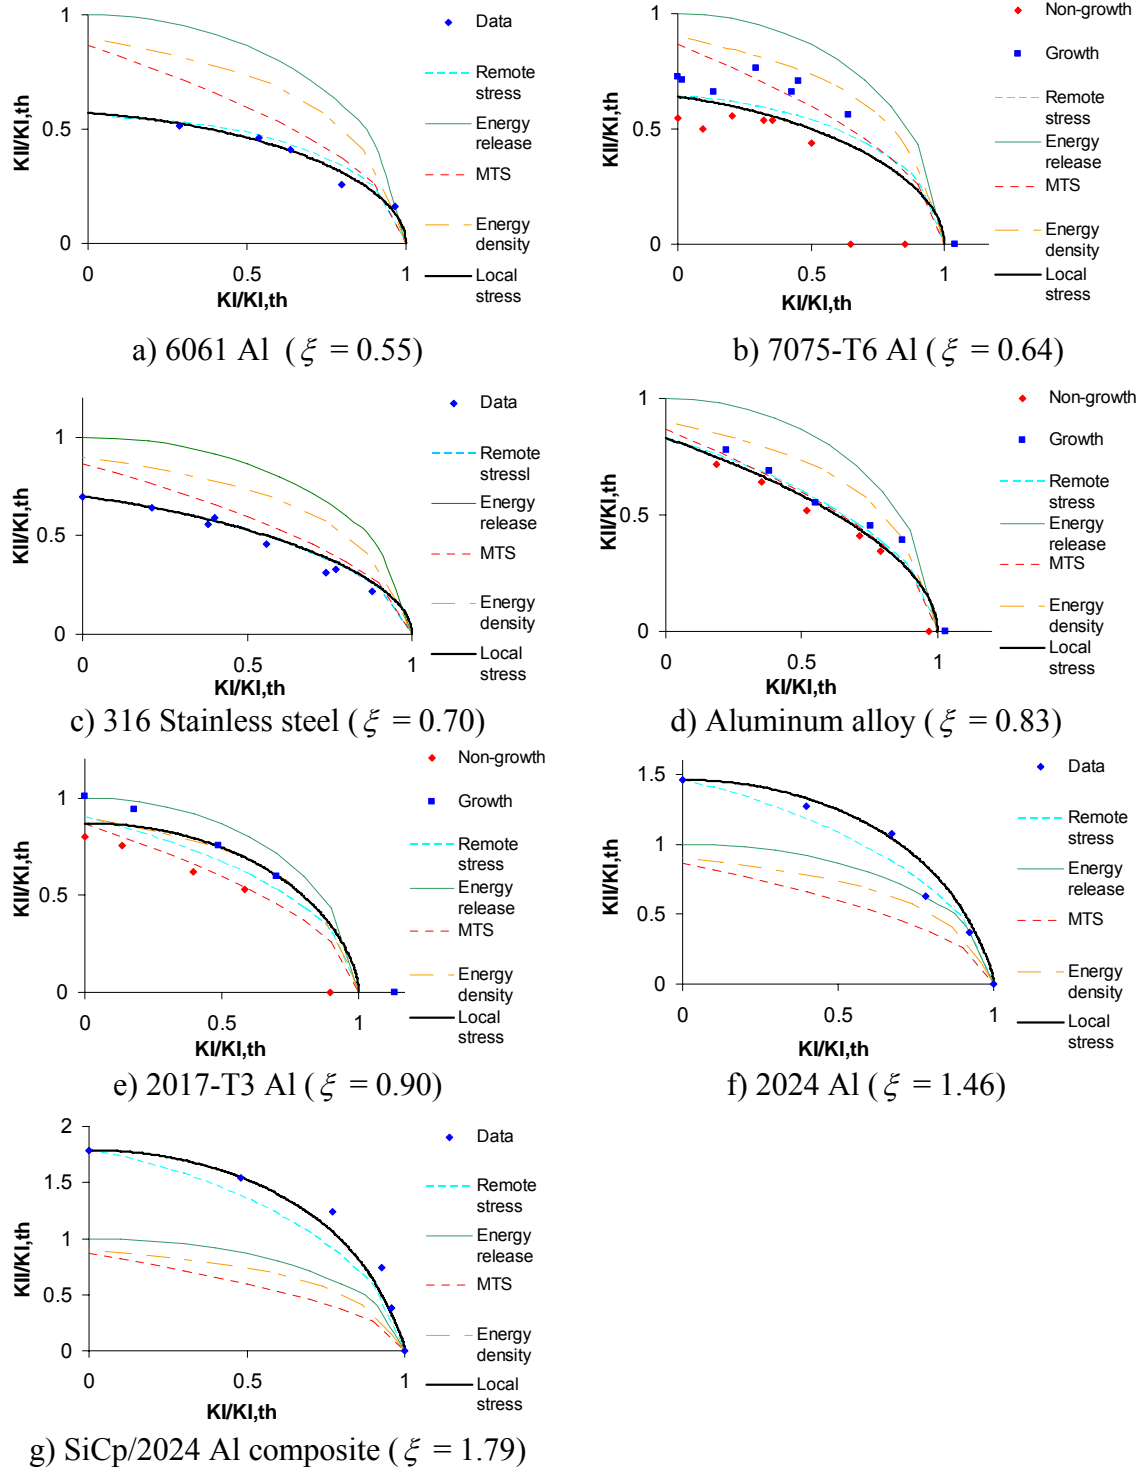 1
0.5
0
0
0.5
1
KII/KI,th
KI/KI,th
Data
Remote
stress
Energy
release
MTS
Energy
density
Local
stress
a) 6061 Al  ( ξ = 0.55)
1
0.5
0
0
0.5
1
KII/KI,th
KI/KI,th
Non-growth
Growth
Remote
stress
Energy
release
MTS
Energy
density
Local
stress
b) 7075-T6 Al ( ξ = 0.64)
1
0.5
0
0
0.5
1
KII/KI,th
KI/KI,th
Data
Remote
stressl
Energy
release
MTS
Energy
density
Local
stress
c) 316 Stainless steel ( ξ = 0.70)
1
0.5
0
0
0.5
1
KII/KI,th
KI/KI,th
Non-growth
Growth
Remote
stress
Energy
release
MTS
Energy
density
Local
stress
d) Aluminum alloy ( ξ = 0.83)
1
0.5
0
0
0.5
1
KII/KI,th
KI/KI,th
Non-growth
Growth
Remote
stress
Energy
release
MTS
Energy
density
Local
stress
e) 2017-T3 Al ( ξ = 0.90)
1.5
1
0.5
0
0
0.5
1
KII/KI,th
KI/KI,th
Data
Remote
stress
Energy
release
MTS
Energy
density
Local
stress
f) 2024 Al ( ξ = 1.46)
2
1.5
1
0.5
0
0
0.5
1
KII/KI,th
KI/KI,th
Data
Remote
stress
Energy
release
MTS
Energy
density
Local
stress
g) SiCp/2024 Al composite ( ξ = 1.79)